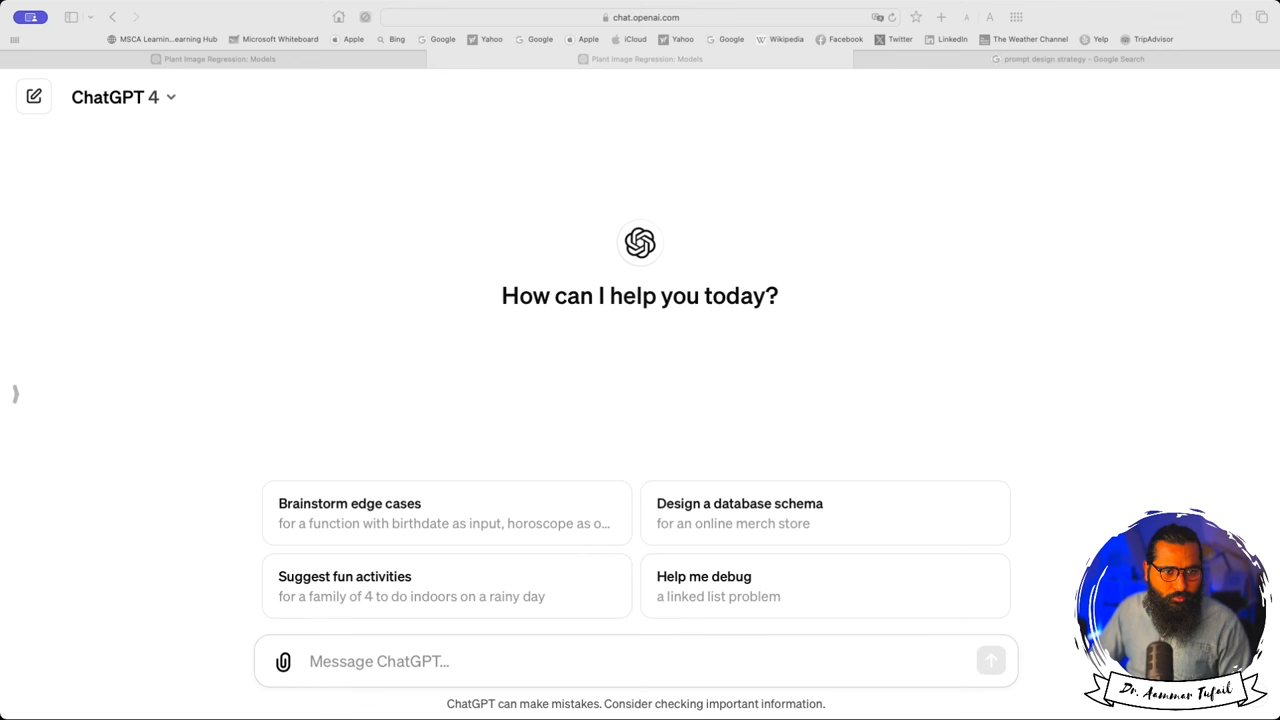 chat.openai.com
MSCA Learnin...earning Hub
Microsoft Whiteboard
Apple
Bing
Google
Yahoo
Google
Apple
iCloud
Yahoo
Google
Wikipedia
Facebook
Twitter
LinkedIn
The Weather Channel
Yelp
TripAdvisor
Plant Image Regression: Models
Plant Image Regression: Models
prompt design strategy - Google Search
ChatGPT 4
How can I help you today?
Brainstorm edge cases
for a function with birthdate as input, horoscope as o...
Design a database schema
for an online merch store
Suggest fun activities
for a family of 4 to do indoors on a rainy day
Help me debug
a linked list problem
Message ChatGPT...
ChatGPT can make mistakes. Consider checking important information.
Dr. Aammar Tufail